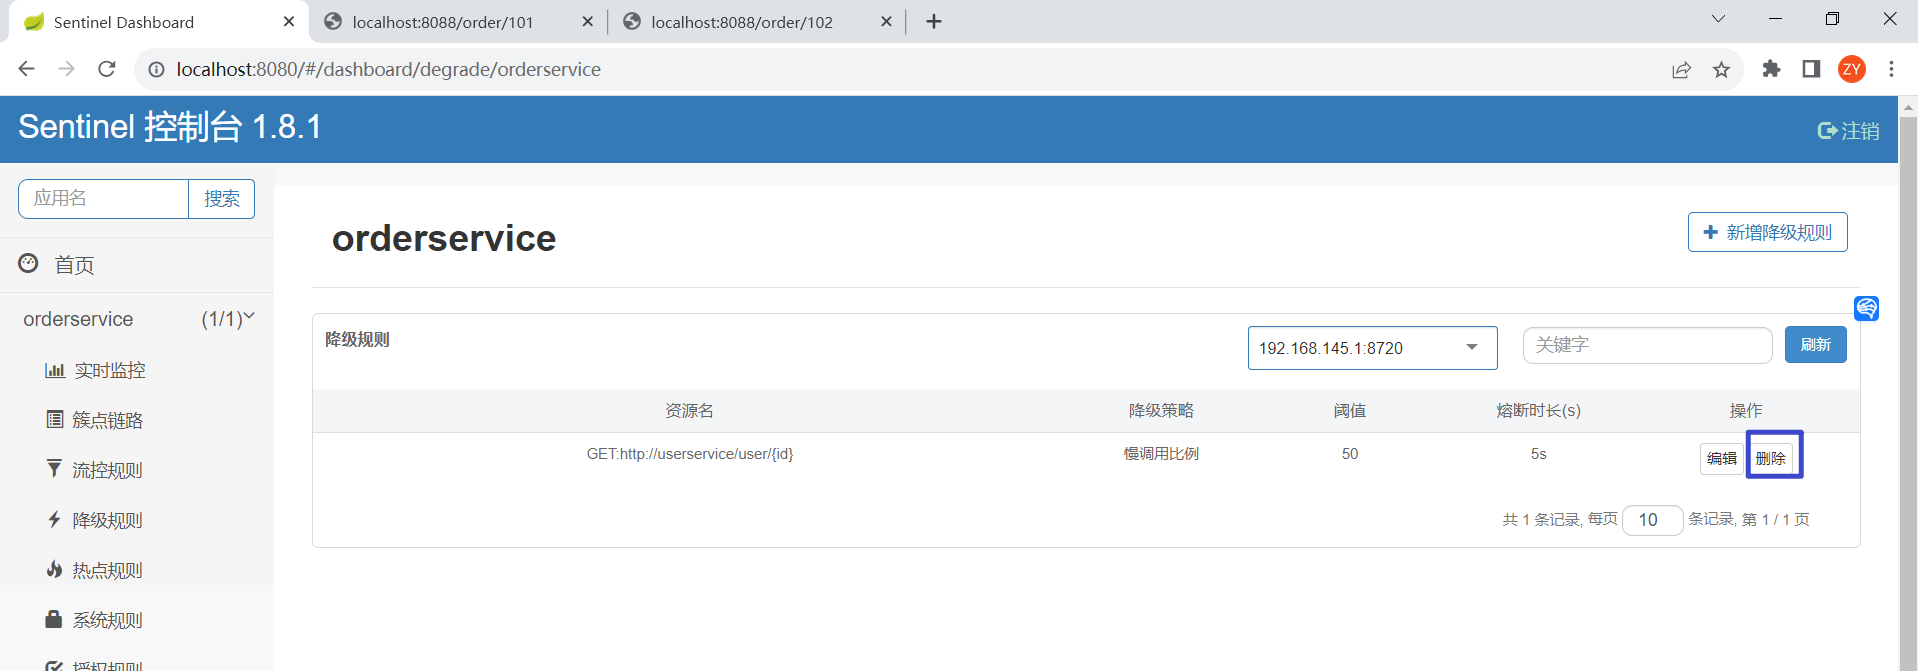 Sentinel Dashboard
localhost:8088/order/101
localhost:8088/order/102
localhost:8080/#/dashboard/degrade/orderservice
ZY
Sentinel 控制台 1.8.1
注销
应用名
搜索
首页
orderservice (1/1)
实时监控
簇点链路
流控规则
降级规则
热点规则
系统规则
授权规则
orderservice
新增降级规则
降级规则
192.168.145.1:8720
关键字
刷新
资源名 降级策略 阈值 熔断时长(s) 操作
GET:http://userservice/user/{id} 慢调用比例 50 5s 编辑 删除
共 1 条记录, 每页 10 条记录, 第 1 / 1 页